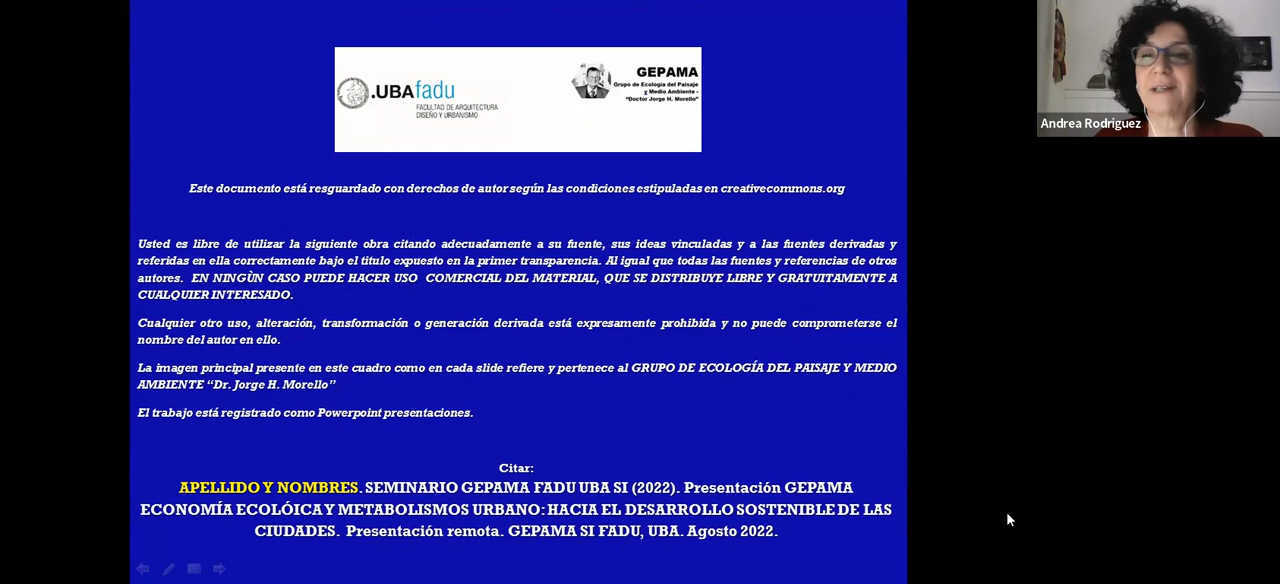 .UBAfadu
FACULTAD DE ARQUITECTURA
DISEÑO Y URBANISMO
GEPAMA
Grupo de Ecología del Paisaje
y Medio Ambiente -
"Doctor Jorge H. Morello"
Andrea Rodriguez
Este documento está resguardado con derechos de autor según las condiciones estipuladas en creativecommons.org
Usted es libre de utilizar la siguiente obra citando adecuadamente a su fuente, sus ideas vinculadas y a las fuentes derivadas y
referidas en ella correctamente bajo el titulo expuesto en la primer transparencia. Al igual que todas las fuentes y referencias de otros
autores. EN NINGÙN CASO PUEDE HACER USO COMERCIAL DEL MATERIAL, QUE SE DISTRIBUYE LIBRE Y GRATUITAMENTE A
CUALQUIER INTERESADO.
Cualquier otro uso, alteración, transformación o generación derivada está expresamente prohibida y no puede comprometerse el
nombre del autor en ello.
La imagen principal presente en este cuadro como en cada slide refiere y pertenece al GRUPO DE ECOLOGÍA DEL PAISAJE Y MEDIO
AMBIENTE “Dr. Jorge H. Morello”
El trabajo está registrado como Powerpoint presentaciones.
Citar:
APELLIDO Y NOMBRES. SEMINARIO GEPAMA FADU UBA SI (2022). Presentación GEPAMA
ECONOMÍA ECOLÓICA Y METABOLISMOS URBANO: HACIA EL DESARROLLO SOSTENIBLE DE LAS
CIUDADES. Presentación remota. GEPAMA SI FADU, UBA. Agosto 2022.